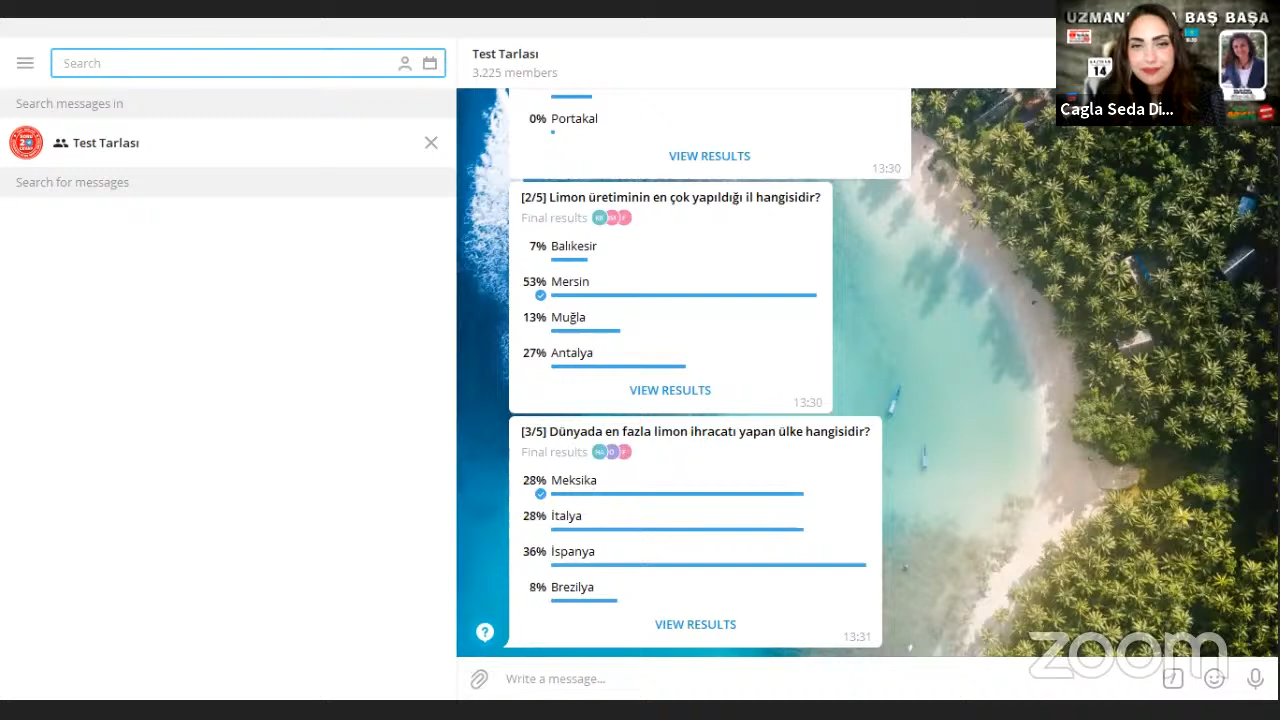 Search
Search messages in
Test Tarlası
Search for messages
Test Tarlası
3.225 members
0% Portakal
VIEW RESULTS
13:30
[2/5] Limon üretiminin en çok yapıldığı il hangisidir?
Final results
7% Balıkesir
53% Mersin
13% Muğla
27% Antalya
VIEW RESULTS
13:30
[3/5] Dünyada en fazla limon ihracatı yapan ülke hangisidir?
Final results
28% Meksika
28% İtalya
36% İspanya
8% Brezilya
VIEW RESULTS
13:31
Write a message...
BAŞ BAŞA
14
Cagla Seda Di...
zoom